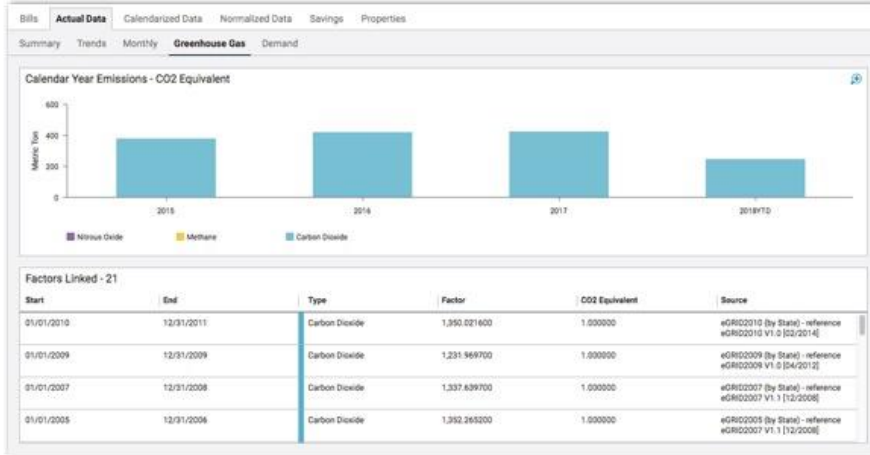 Bills Actual Data Calendarized Data Normalized Data Savings Properties
Summary Trends Monthly Greenhouse Gas Demand
Calendar Year Emissions - CO2 Equivalent
600
400
200
0
Metric Ton
2015 2016 2017 2018YTD
Nitrous Oxide Methane Carbon Dioxide
Factors Linked - 21
Start End Type Factor CO2 Equivalent Source
01/01/2010 12/31/2011 Carbon Dioxide 1,350.021600 1.000000 eGRID2010 (by State) - reference
eGRID2010 V1.0 [02/2014]
01/01/2009 12/31/2009 Carbon Dioxide 1,231.969700 1.000000 eGRID2009 (by State) - reference
eGRID2009 V1.0 [04/2012]
01/01/2007 12/31/2008 Carbon Dioxide 1,337.639700 1.000000 eGRID2007 (by State) - reference
eGRID2007 V1.1 [12/2008]
01/01/2005 12/31/2006 Carbon Dioxide 1,352.265200 1.000000 eGRID2005 (by State) - reference
eGRID2007 V1.1 [12/2008]